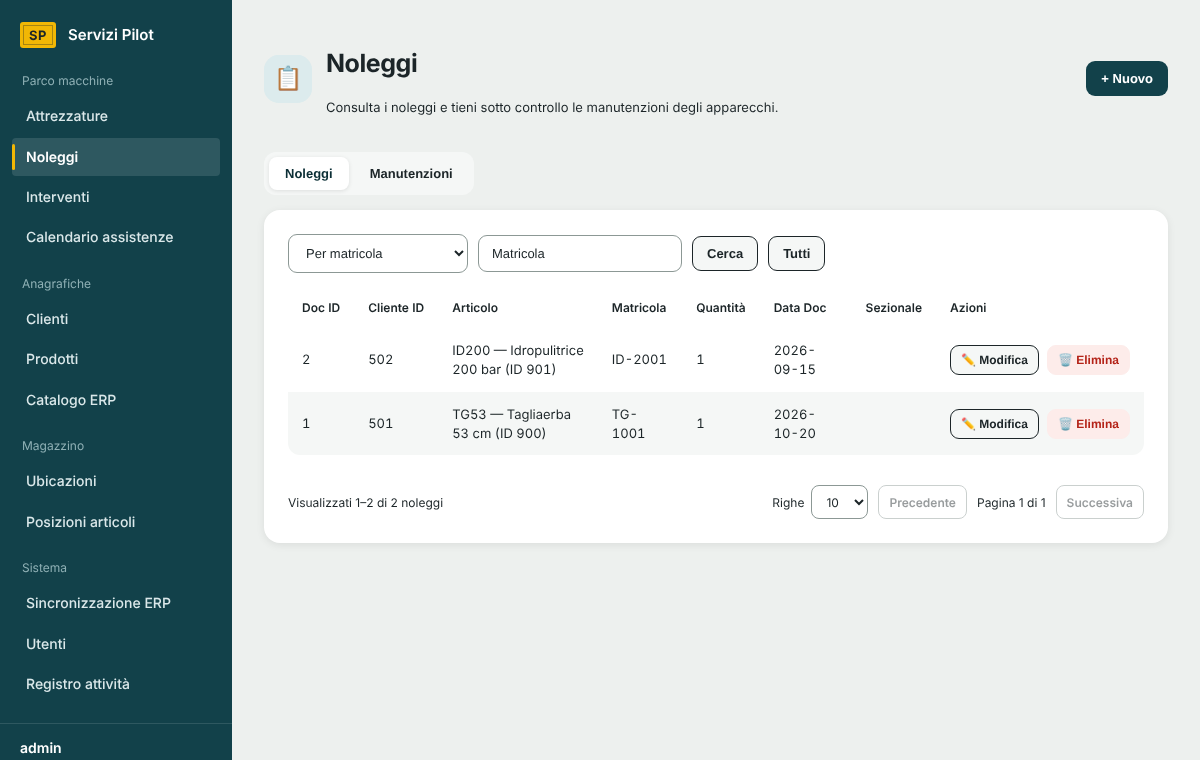 SP Servizi Pilot
Parco macchine
Attrezzature
Noleggi
Interventi
Calendario assistenze
Anagrafiche
Clienti
Prodotti
Catalogo ERP
Magazzino
Ubicazioni
Posizioni articoli
Sistema
Sincronizzazione ERP
Utenti
Registro attività
admin
Noleggi
Consulta i noleggi e tieni sotto controllo le manutenzioni degli apparecchi.
+ Nuovo
Noleggi Manutenzioni
Per matricola Matricola Cerca Tutti
Doc ID Cliente ID Articolo Matricola Quantità Data Doc Sezionale Azioni
2 502 ID200 — Idropulitrice 200 bar (ID 901) ID-2001 1 2026-09-15 Modifica Elimina
1 501 TG53 — Tagliaerba 53 cm (ID 900) TG-1001 1 2026-10-20 Modifica Elimina
Visualizzati 1–2 di 2 noleggi Righe 10 Precedente Pagina 1 di 1 Successiva